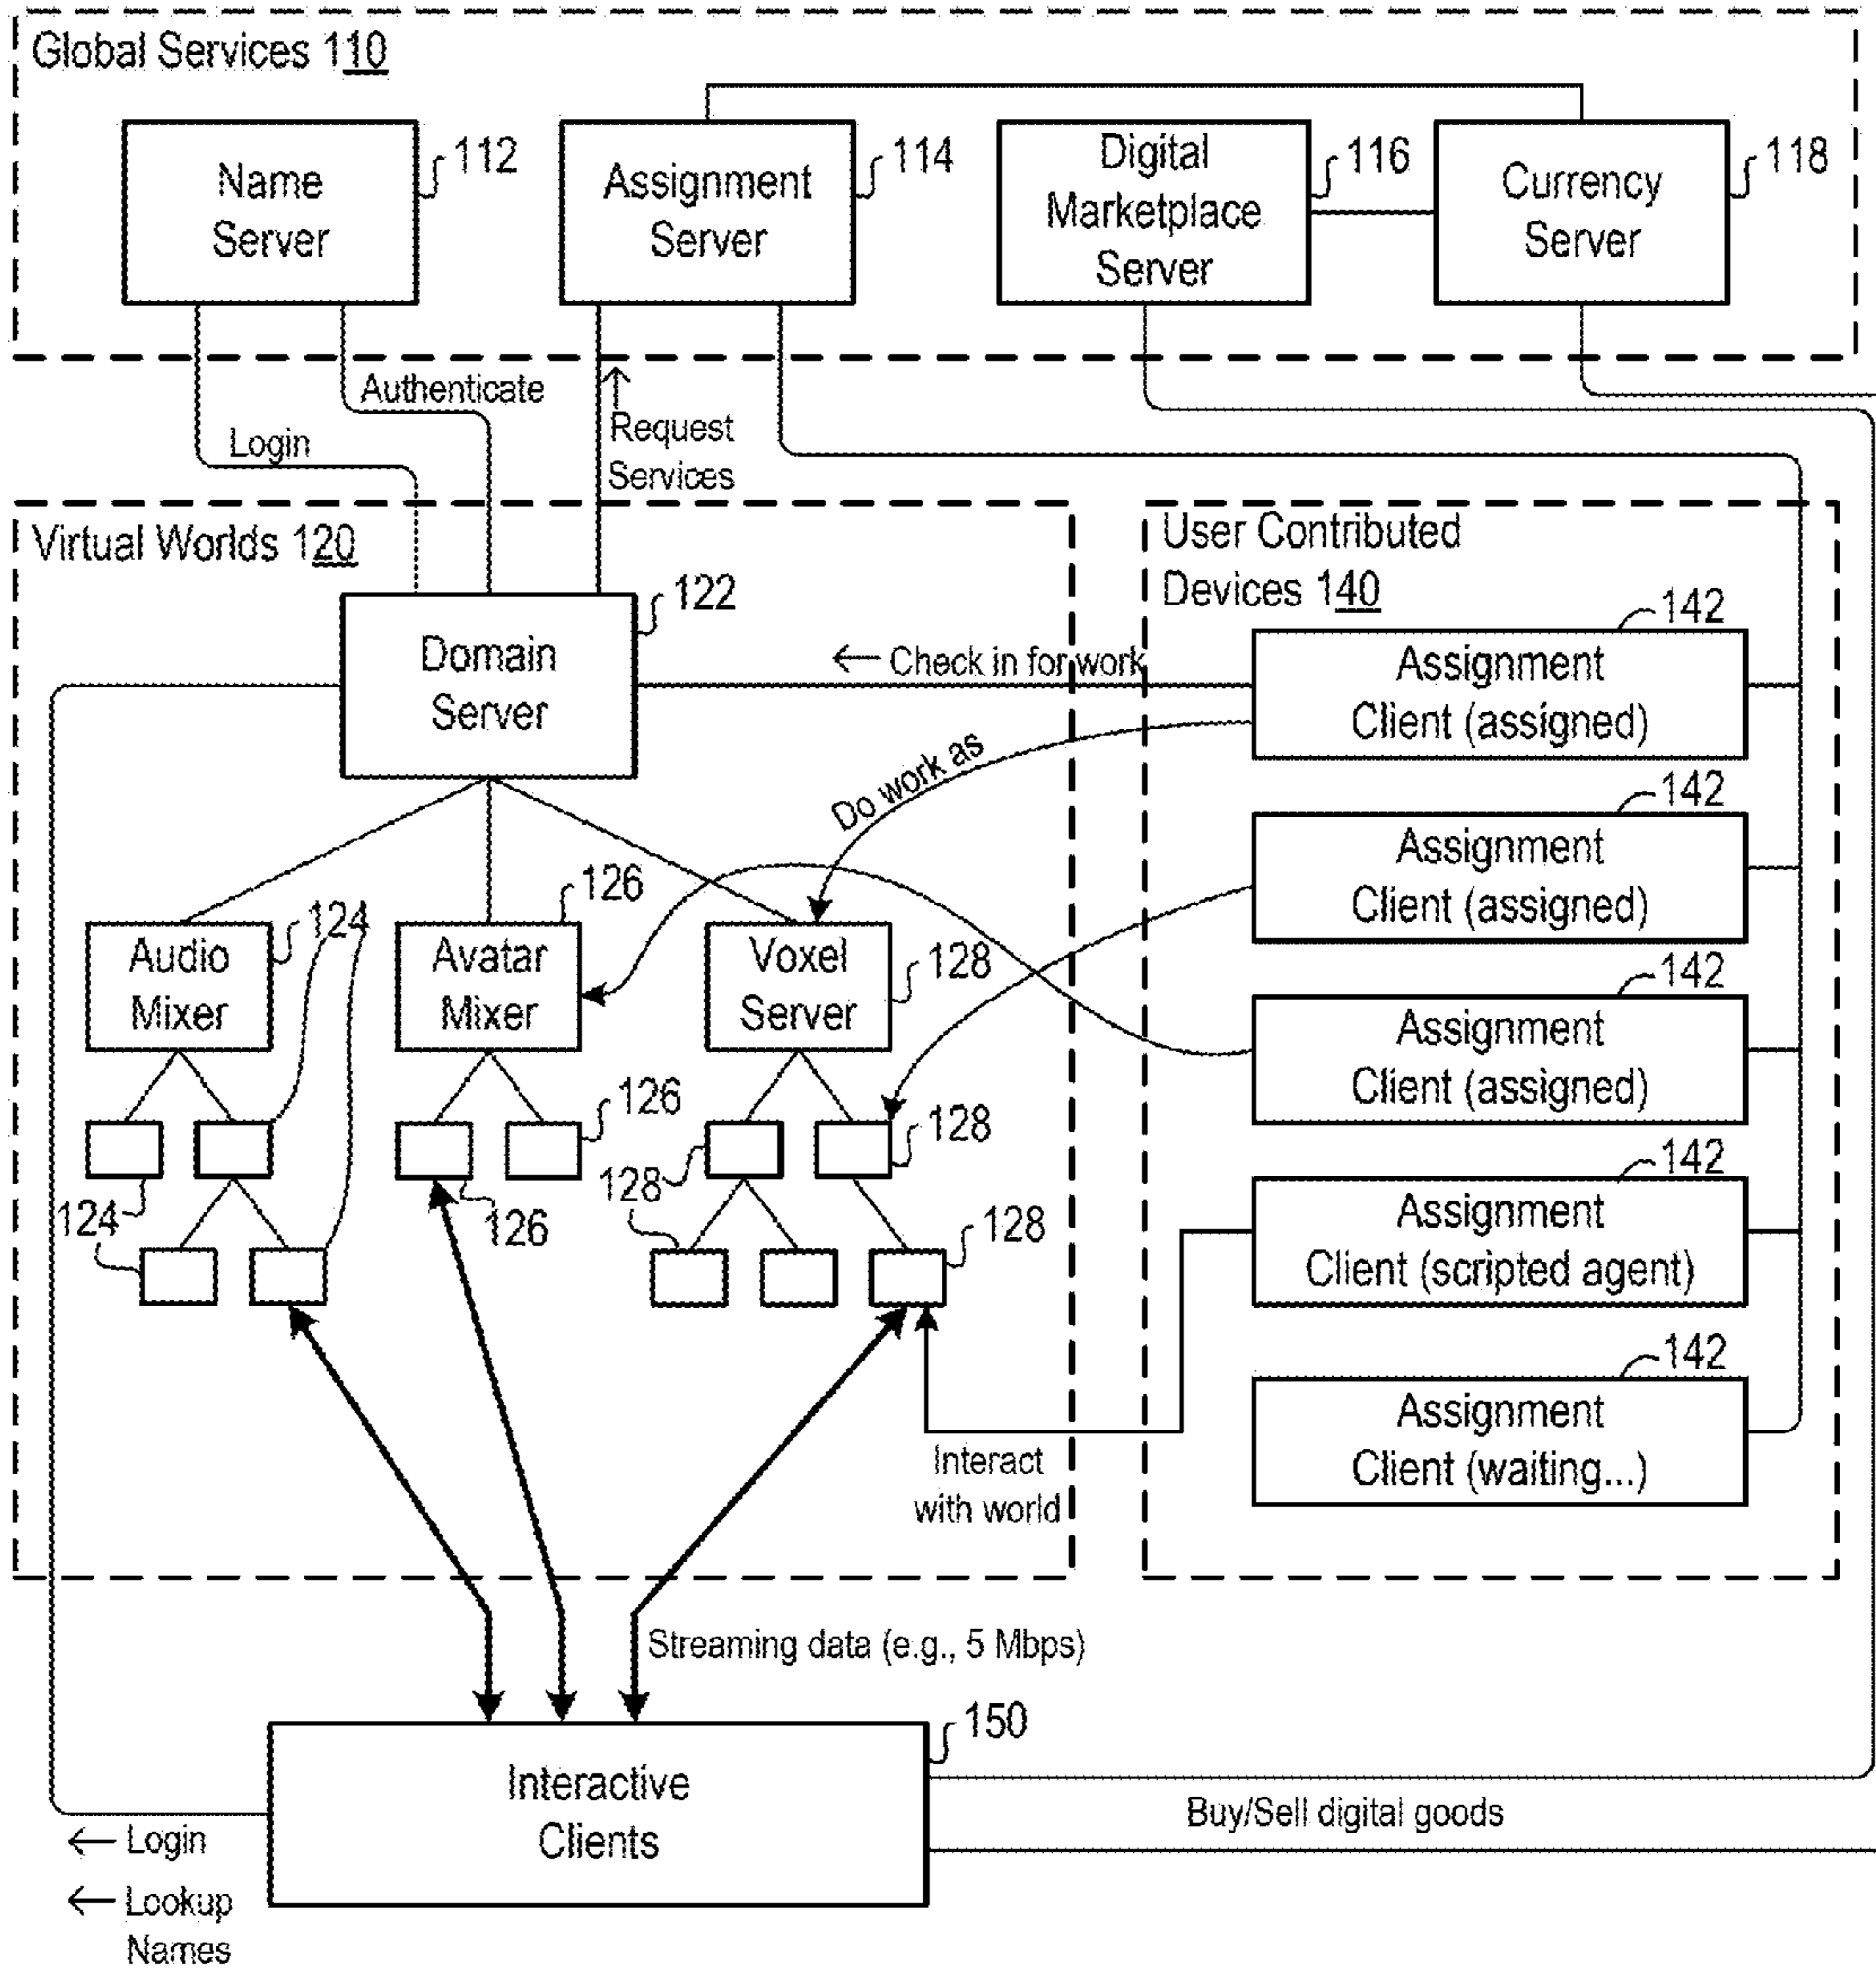 Global Services 110
Name
Server
112
Assignment
Server
114
Digital
Marketplace
Server
116
Currency
Server
118
Authenticate
Login
Request
Services
Virtual Worlds 120
User Contributed
Devices 140
Domain
Server
122
← Check in for work
Do work as
142
Assignment
Client (assigned)
142
Assignment
Client (assigned)
142
Assignment
Client (assigned)
142
Assignment
Client (scripted agent)
142
Assignment
Client (waiting...)
Audio
Mixer
124
Avatar
Mixer
126
Voxel
Server
128
126
128
128
124
126
124
128
Interact
with world
Streaming data (e.g., 5 Mbps)
Interactive
Clients
150
Buy/Sell digital goods
← Login
← Lookup
Names